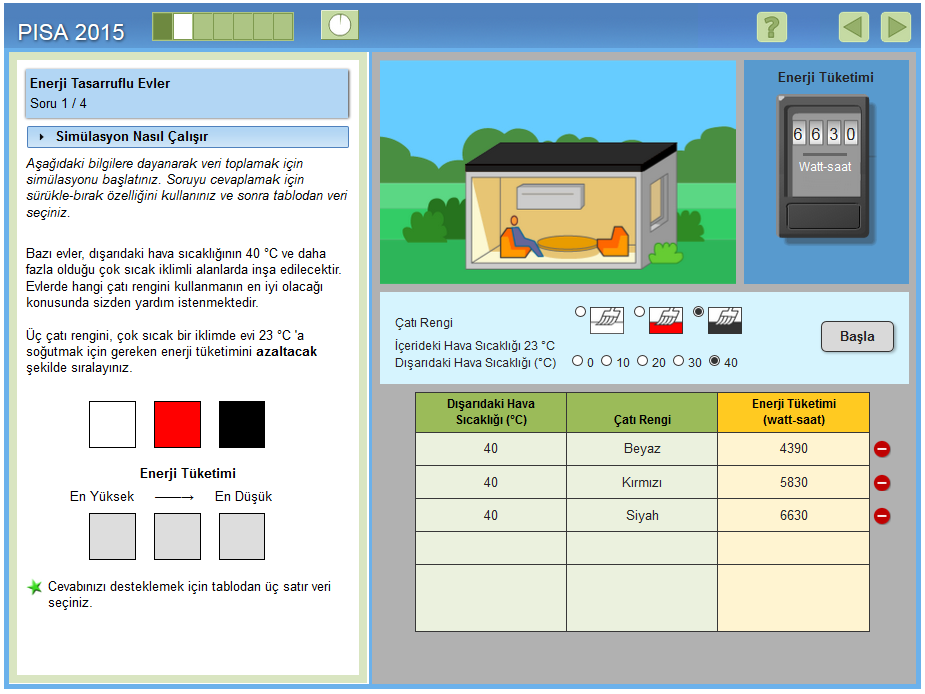 PISA 2015
?
Enerji Tasarruflu Evler
Soru 1 / 4
Simülasyon Nasıl Çalışır
Aşağıdaki bilgilere dayanarak veri toplamak için
simülasyonu başlatınız. Soruyu cevaplamak için
sürükle-bırak özelliğini kullanınız ve sonra tablodan veri
seçiniz.
Bazı evler, dışarıdaki hava sıcaklığının 40 °C ve daha
fazla olduğu çok sıcak iklimli alanlarda inşa edilecektir.
Evlerde hangi çatı rengini kullanmanın en iyi olacağı
konusunda sizden yardım istenmektedir.
Üç çatı rengini, çok sıcak bir iklimde evi 23 °C 'a
soğutmak için gereken enerji tüketimini azaltacak
şekilde sıralayınız.
Enerji Tüketimi
En Yüksek → En Düşük
Cevabınızı desteklemek için tablodan üç satır veri
seçiniz.
Enerji Tüketimi
6630
Watt-saat
Çatı Rengi
İçerideki Hava Sıcaklığı 23 °C
Dışarıdaki Hava Sıcaklığı (°C) 0 10 20 30 40
Başla
Dışarıdaki Hava
Sıcaklığı (°C)
Çatı Rengi
Enerji Tüketimi
(watt-saat)
40 Beyaz 4390
40 Kırmızı 5830
40 Siyah 6630